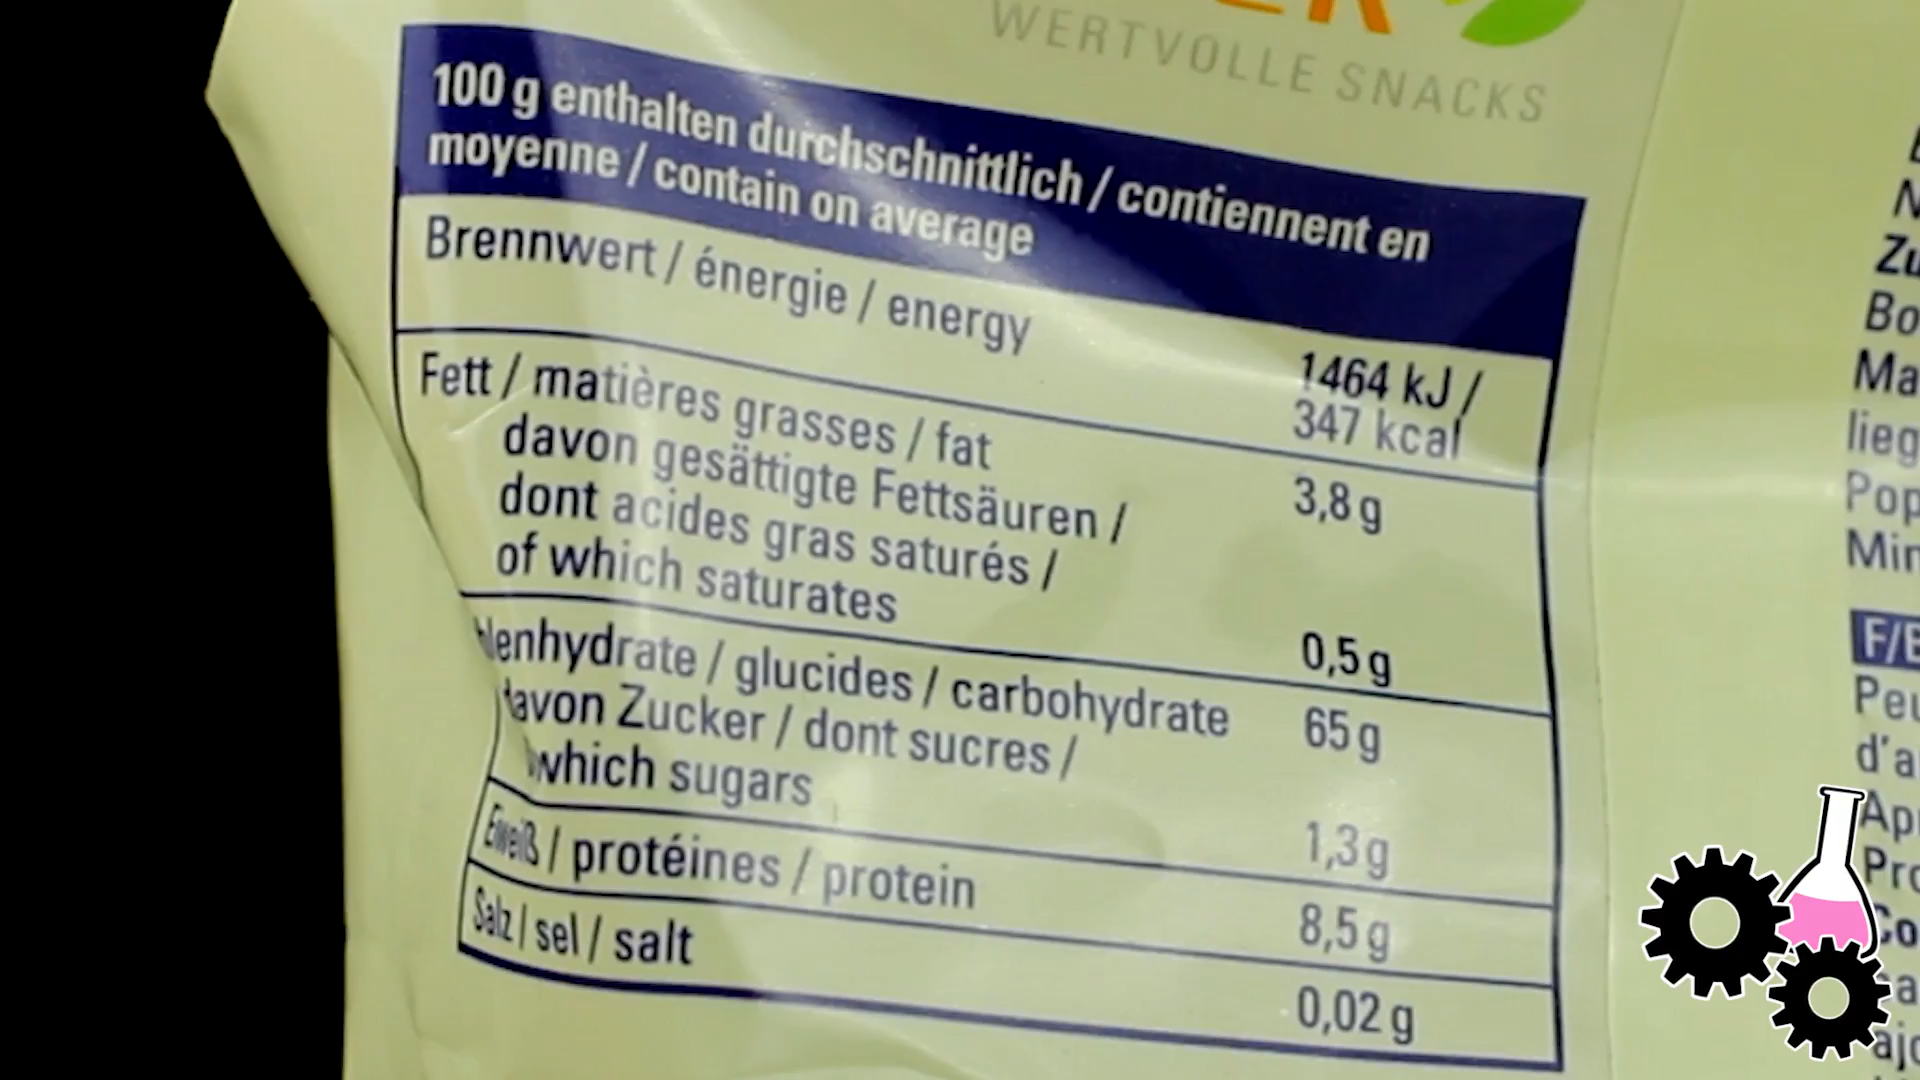 WERTVOLLE SNACKS
100 g enthalten durchschnittlich / contiennent en
moyenne / contain on average
Brennwert / énergie / energy
1464 kJ /
347 kcal
Fett / matières grasses / fat
3,8 g
davon gesättigte Fettsäuren /
dont acides gras saturés /
of which saturates
0,5 g
lenhydrate / glucides / carbohydrate
65 g
davon Zucker / dont sucres /
which sugars
1,3 g
Eiweiß / protéines / protein
8,5 g
Salz / sel / salt
0,02 g
F/B